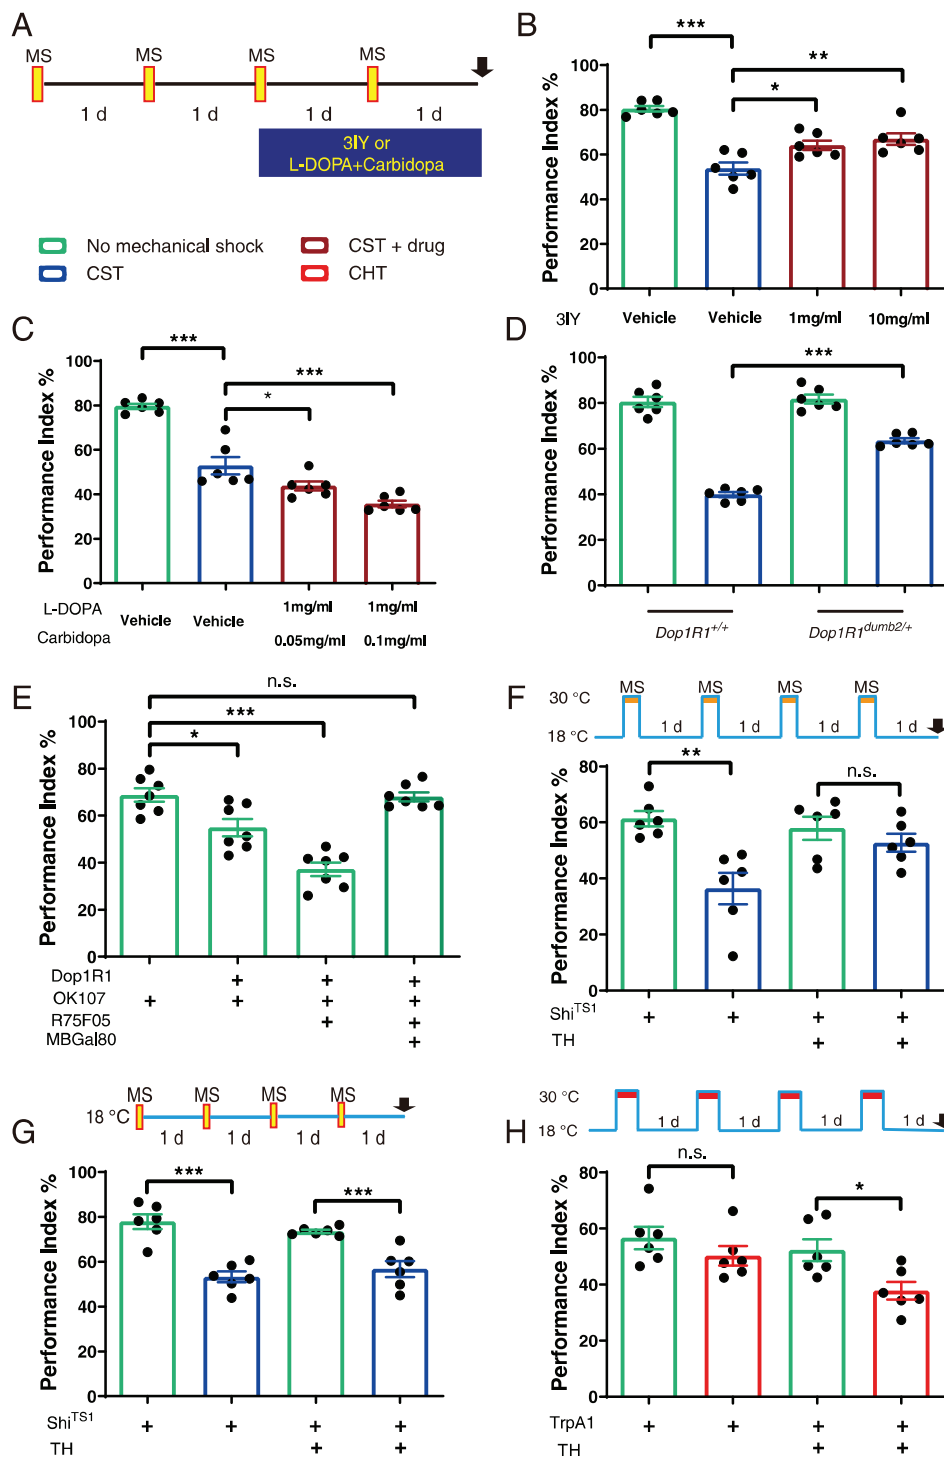 A
MS MS MS MS
1 d 1 d 1 d 1 d
3IY or
L-DOPA+Carbidopa
No mechanical shock
CST
CST + drug
CHT
B
Performance Index %
100
80
60
40
20
0
*** ** *
3IY Vehicle Vehicle 1mg/ml 10mg/ml
C
Performance Index %
100
80
60
40
20
0
*** *** *
L-DOPA Vehicle Vehicle 1mg/ml 1mg/ml
Carbidopa 0.05mg/ml 0.1mg/ml
D
Performance Index %
100
80
60
40
20
0
***
Dop1R1+/+ Dop1R1dumb2/+
E
Performance Index %
100
80
60
40
20
0
n.s.
***
*
Dop1R1 + + +
OK107 + + +
R75F05 + +
MBGal80 +
F
30 °C MS MS MS MS
18 °C 1 d 1 d 1 d 1 d
Performance Index %
80
60
40
20
0
** n.s.
ShiTS1 + + + +
TH + +
G
MS MS MS MS
18 °C
1 d 1 d 1 d 1 d
Performance Index %
100
80
60
40
20
0
*** ***
ShiTS1 + + + +
TH + +
H
30 °C
18 °C 1 d 1 d 1 d 1 d
Performance Index %
80
60
40
20
0
n.s. *
TrpA1 + + + +
TH + +